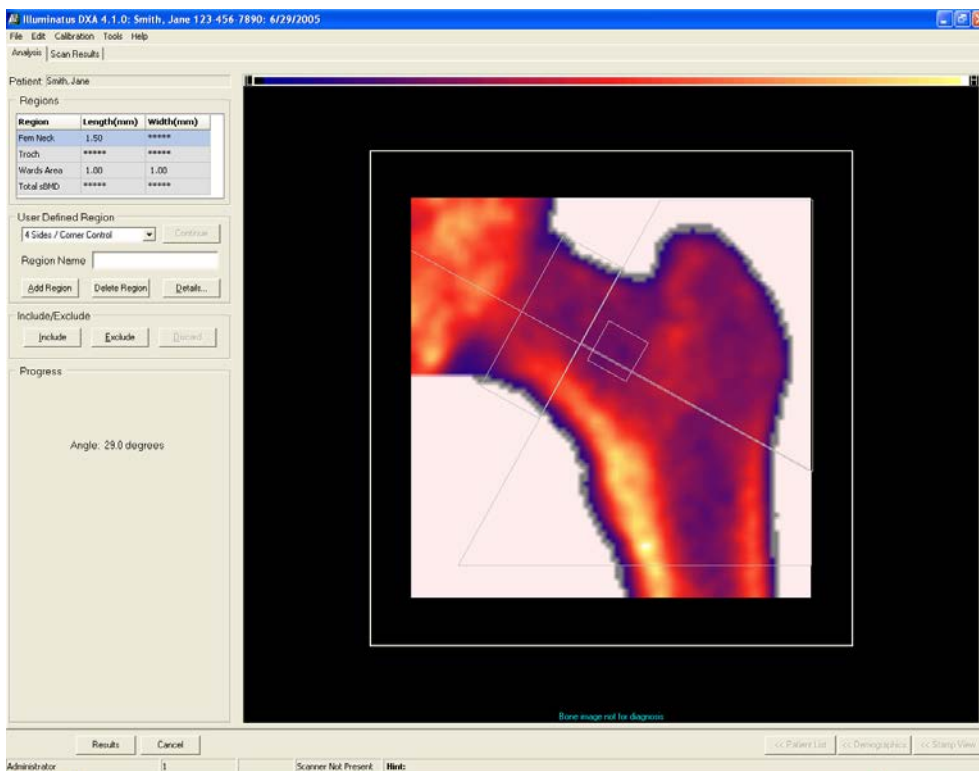 Illuminatus DXA 4.1.0: Smith, Jane 123-456-7890: 6/29/2005
File Edit Calibration Tools Help
Analysis Scan Results
Patient: Smith, Jane
L H
Regions
Region Length(mm) Width(mm)
Fem Neck 1.50 *****
Troch ***** *****
Wards Area 1.00 1.00
Total sBMD ***** *****
User Defined Region
4 Sides / Corner Control Continue
Region Name
Add Region Delete Region Details...
Include/Exclude
Include Exclude Discard
Progress
Angle: 29.0 degrees
Bone image not for diagnosis
Results Cancel << Patient List << Demographics << Stamp View
Administrator 1 Scanner Not Present Hint: